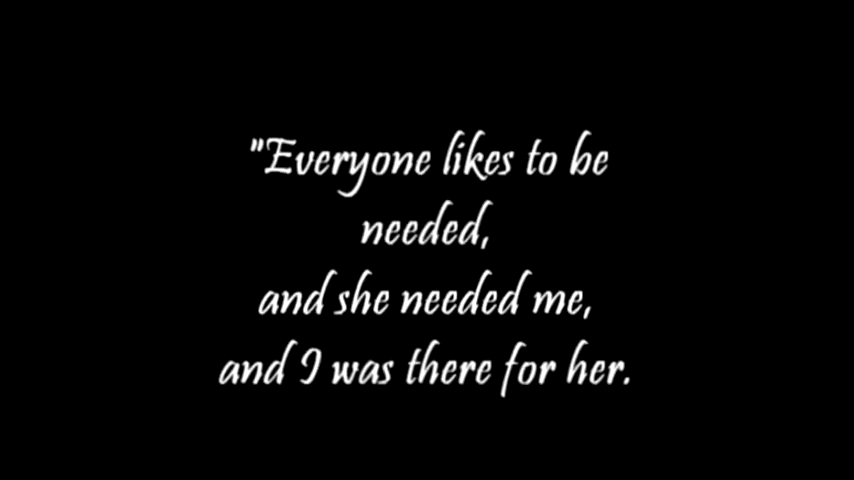 "Everyone likes to be
needed,
and she needed me,
and I was there for her.